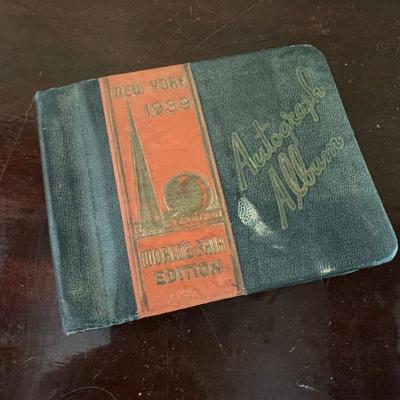 NEW YORK
1939
WORLD'S FAIR
EDITION
Autograph
Album